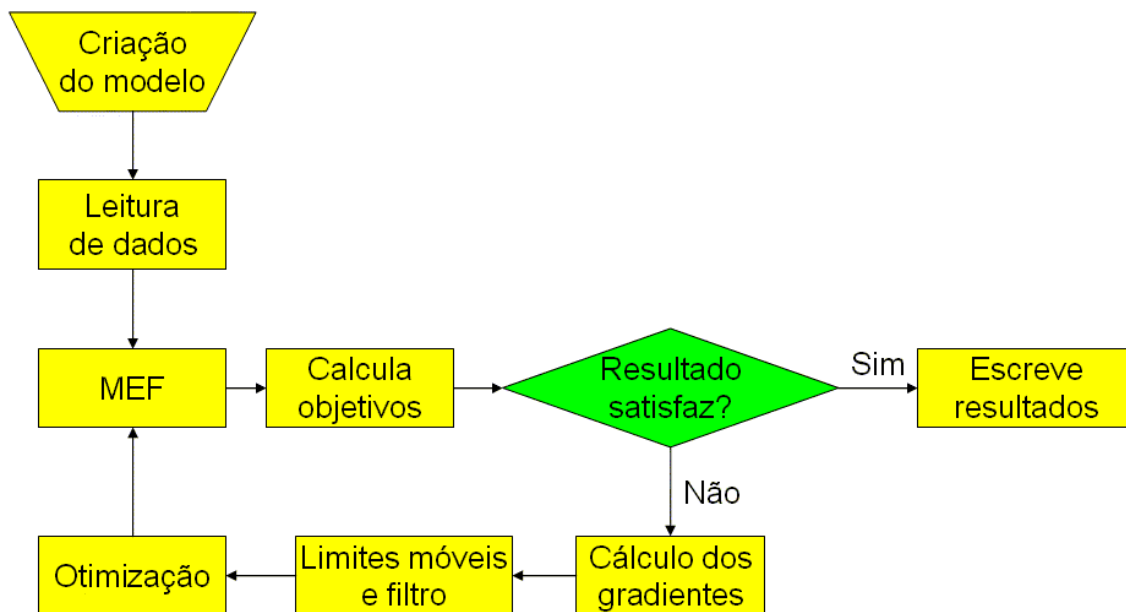 Criação
do modelo
Leitura
de dados
MEF
Calcula
objetivos
Resultado
satisfaz?
Sim
Escreve
resultados
Não
Cálculo dos
gradientes
Limites móveis
e filtro
Otimização